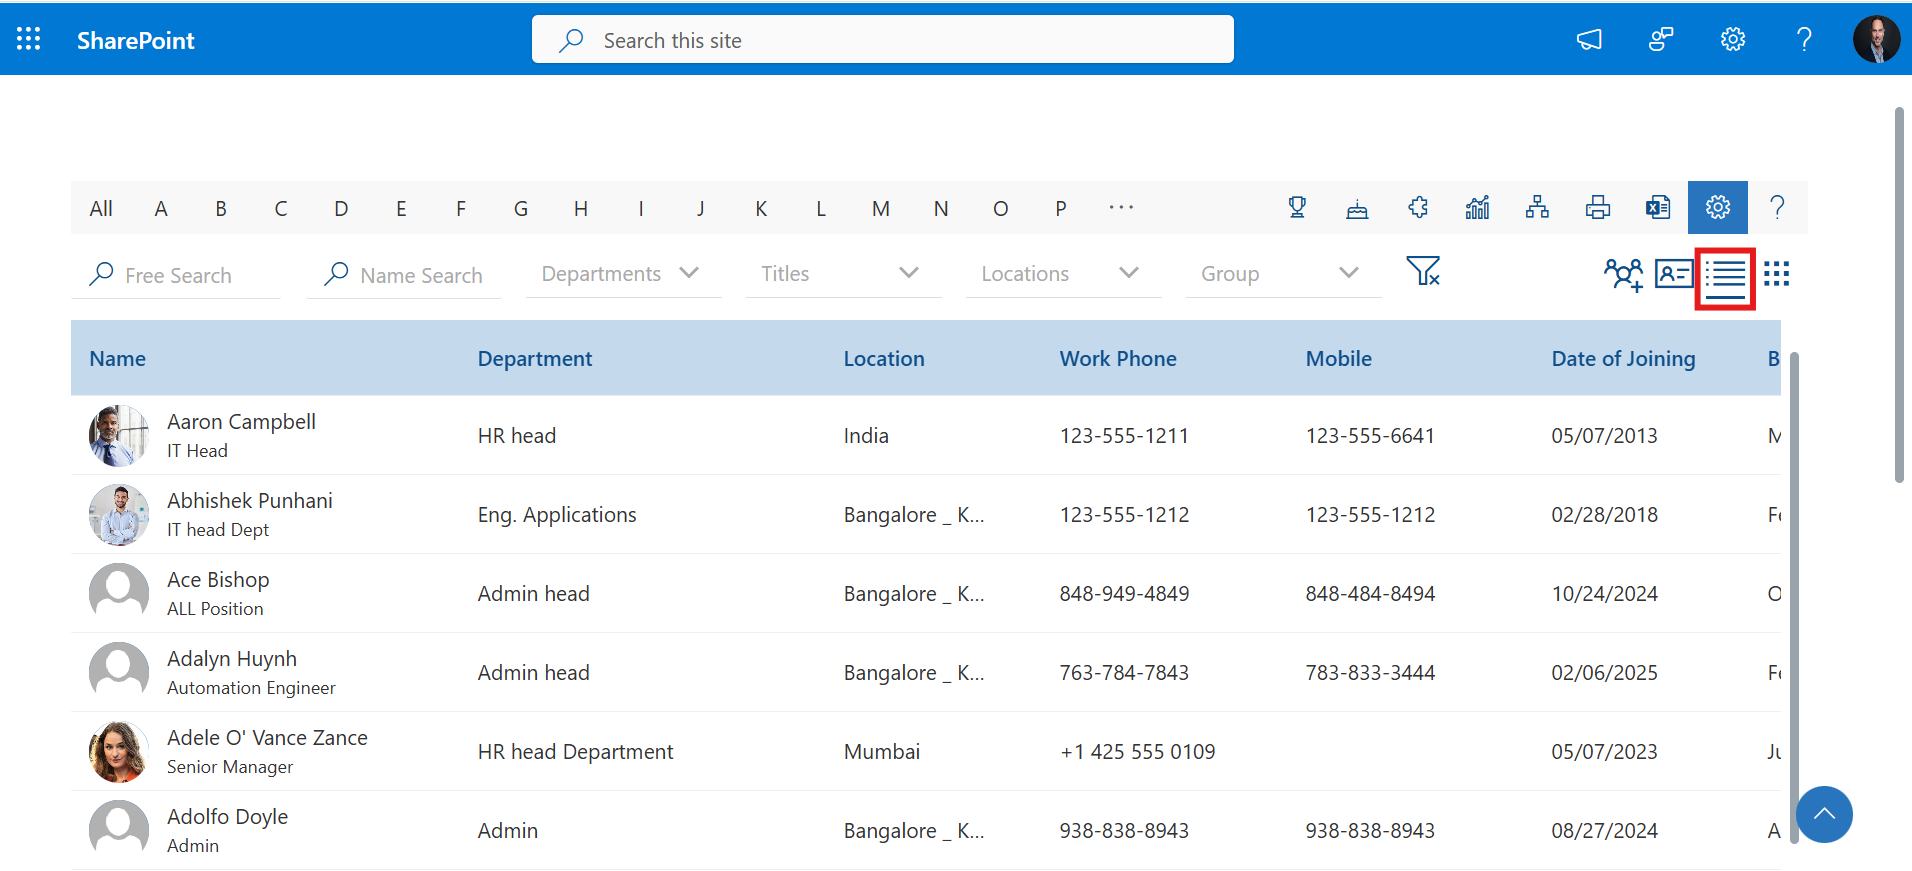 SharePoint Search this site
All A B C D E F G H I J K L M N O P ···
Free Search Name Search Departments Titles Locations Group
Name Department Location Work Phone Mobile Date of Joining B
Aaron Campbell HR head India 123-555-1211 123-555-6641 05/07/2013 M
IT Head
Abhishek Punhani Eng. Applications Bangalore _ K... 123-555-1212 123-555-1212 02/28/2018 Fe
IT head Dept
Ace Bishop Admin head Bangalore _ K... 848-949-4849 848-484-8494 10/24/2024 O
ALL Position
Adalyn Huynh Admin head Bangalore _ K... 763-784-7843 783-833-3444 02/06/2025 Fe
Automation Engineer
Adele O' Vance Zance HR head Department Mumbai +1 425 555 0109 05/07/2023 Ju
Senior Manager
Adolfo Doyle Admin Bangalore _ K... 938-838-8943 938-838-8943 08/27/2024 A
Admin